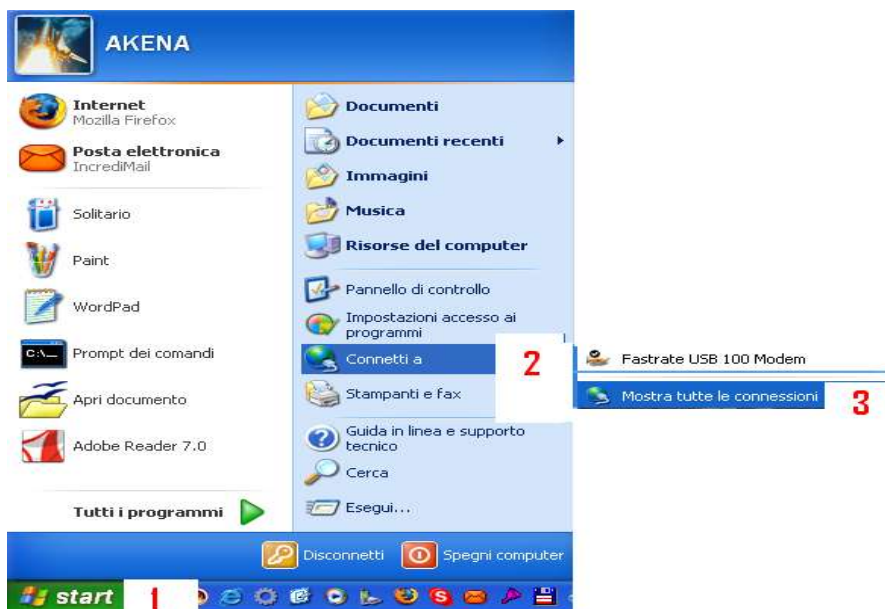 AKENA
Internet
Mozilla Firefox
Posta elettronica
IncrediMail
Solitario
Paint
WordPad
C:\_
Prompt dei comandi
Apri documento
Adobe Reader 7.0
Tutti i programmi
Documenti
Documenti recenti
Immagini
Musica
Risorse del computer
Pannello di controllo
Impostazioni accesso ai
programmi
Connetti a
2
Fastrate USB 100 Modem
Mostra tutte le connessioni
3
Stampanti e fax
Guida in linea e supporto
tecnico
Cerca
Esegui...
Disconnetti
Spegni computer
start
1